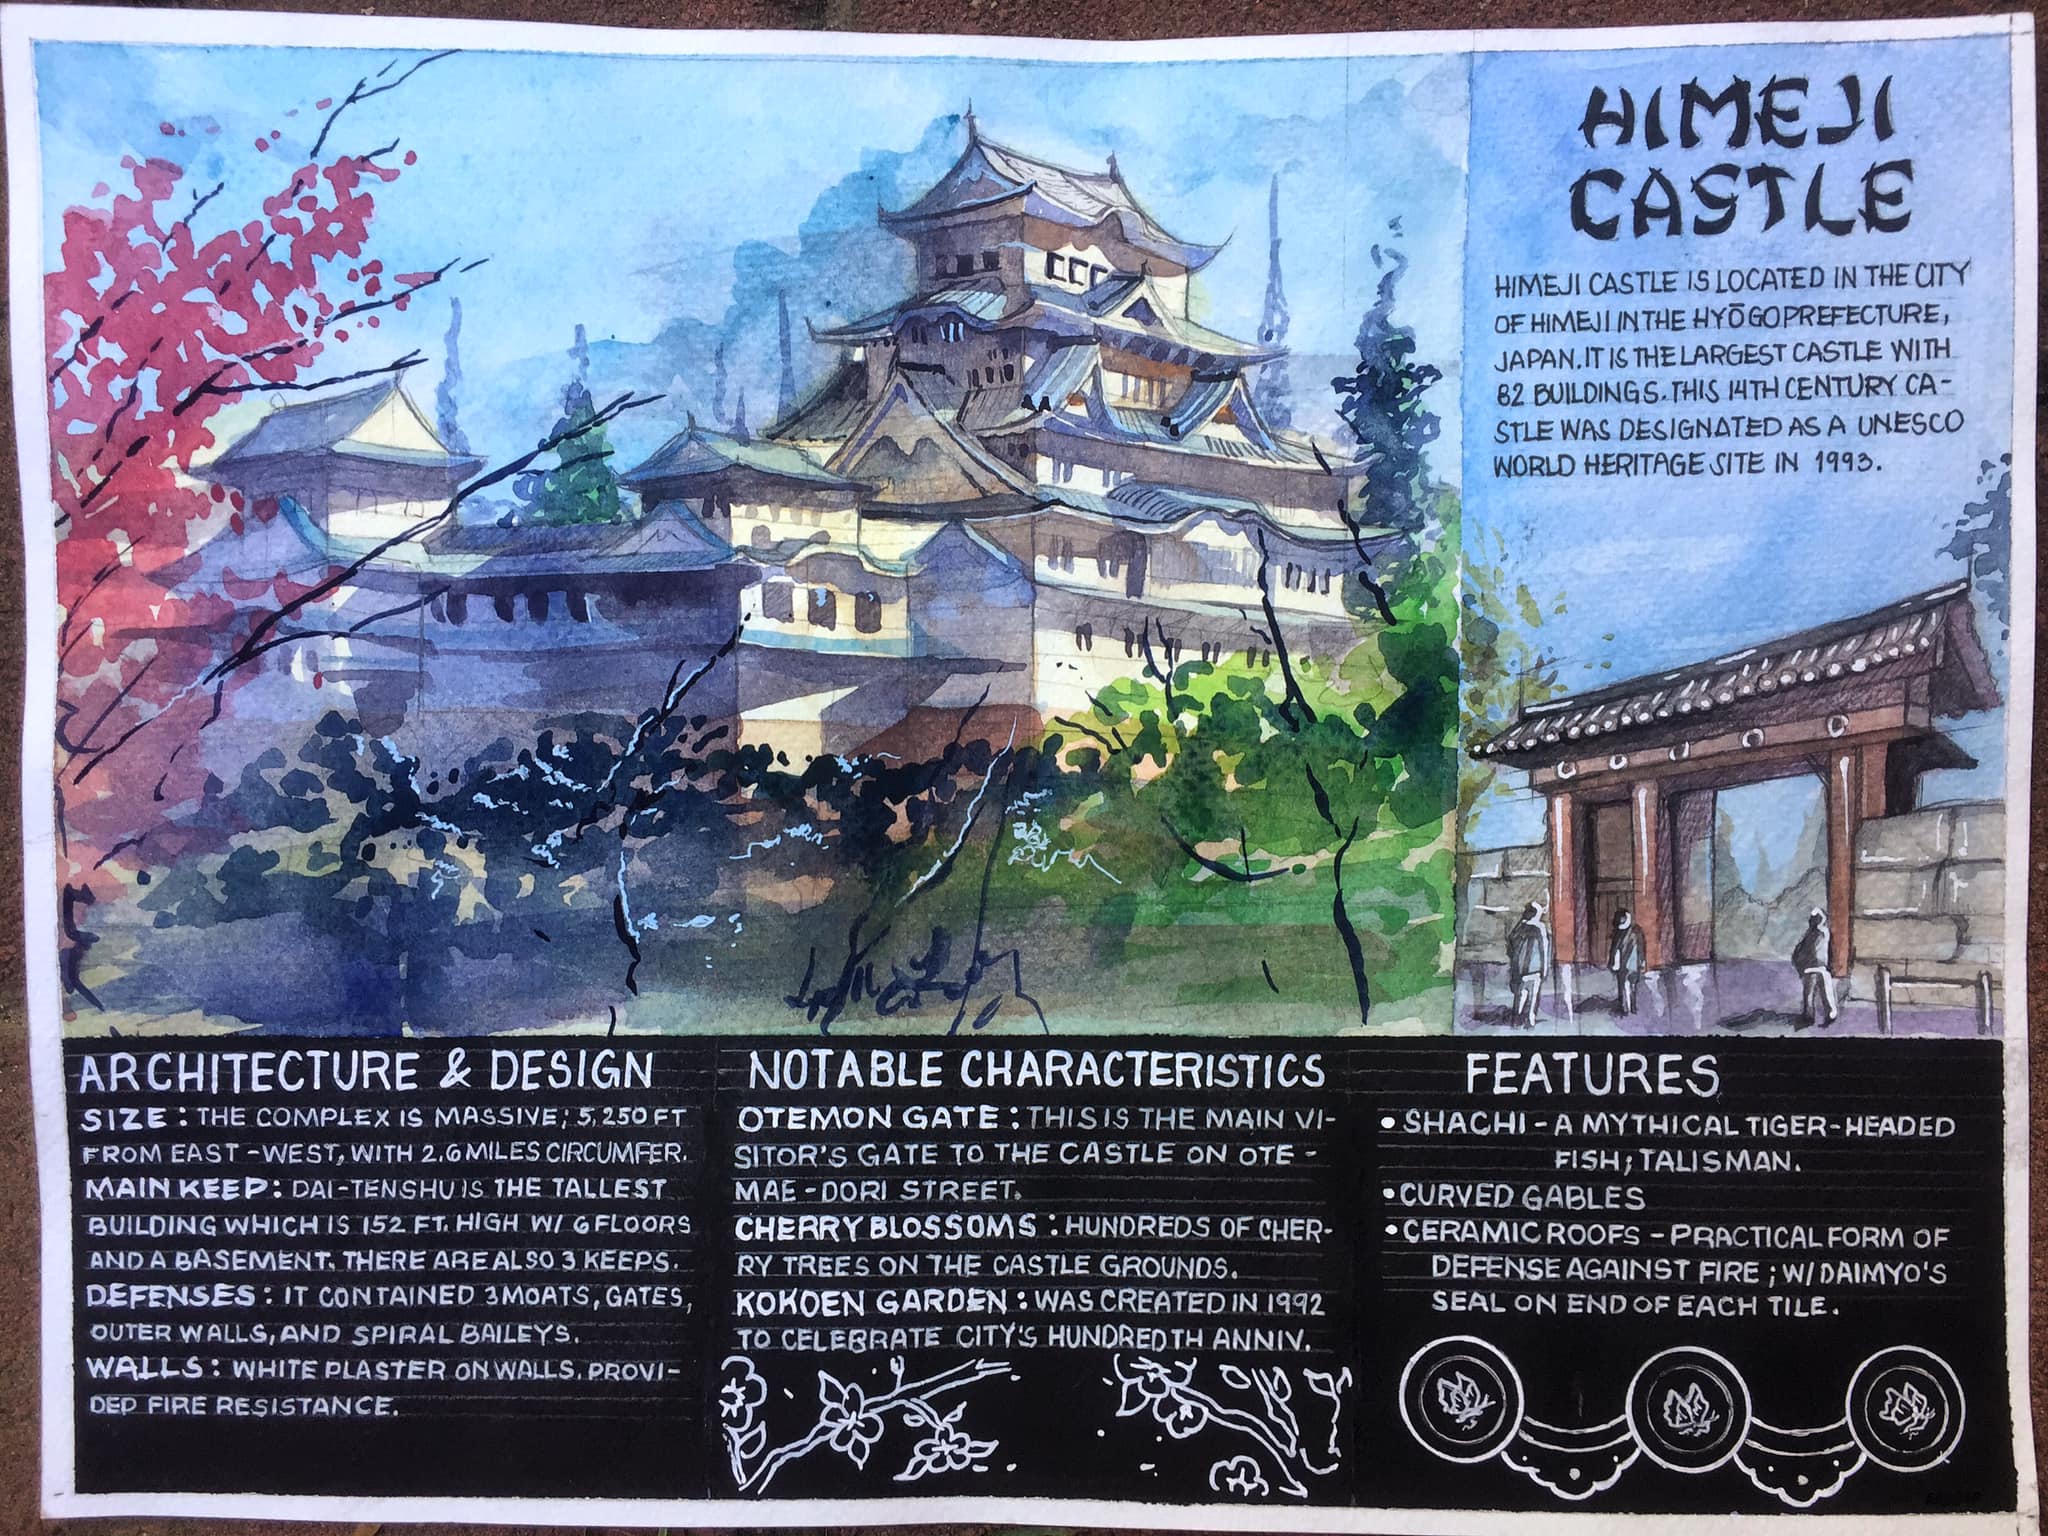 HIMEJI
CASTLE
HIMEJI CASTLE IS LOCATED IN THE CITY
OF HIMEJI IN THE HYŌGO PREFECTURE,
JAPAN. IT IS THE LARGEST CASTLE WITH
82 BUILDINGS. THIS 14TH CENTURY CA-
STLE WAS DESIGNATED AS A UNESCO
WORLD HERITAGE SITE IN 1993.
ARCHITECTURE & DESIGN
SIZE: THE COMPLEX IS MASSIVE; 5,250 FT
FROM EAST-WEST, WITH 2.6 MILES CIRCUMFER.
MAIN KEEP: DAI-TENSHU IS THE TALLEST
BUILDING WHICH IS 152 FT. HIGH W/ 6 FLOORS
AND A BASEMENT. THERE ARE ALSO 3 KEEPS.
DEFENSES: IT CONTAINED 3 MOATS, GATES,
OUTER WALLS, AND SPIRAL BAILEYS.
WALLS: WHITE PLASTER ON WALLS. PROVI-
DED FIRE RESISTANCE.
NOTABLE CHARACTERISTICS
OTEMON GATE: THIS IS THE MAIN VI-
SITOR'S GATE TO THE CASTLE ON OTE-
MAE-DORI STREET.
CHERRY BLOSSOMS: HUNDREDS OF CHER-
RY TREES ON THE CASTLE GROUNDS.
KOKOEN GARDEN: WAS CREATED IN 1992
TO CELEBRATE CITY'S HUNDREDTH ANNIV.
FEATURES
• SHACHI - A MYTHICAL TIGER-HEADED
FISH; TALISMAN.
• CURVED GABLES
• CERAMIC ROOFS - PRACTICAL FORM OF
DEFENSE AGAINST FIRE; W/ DAIMYO'S
SEAL ON END OF EACH TILE.